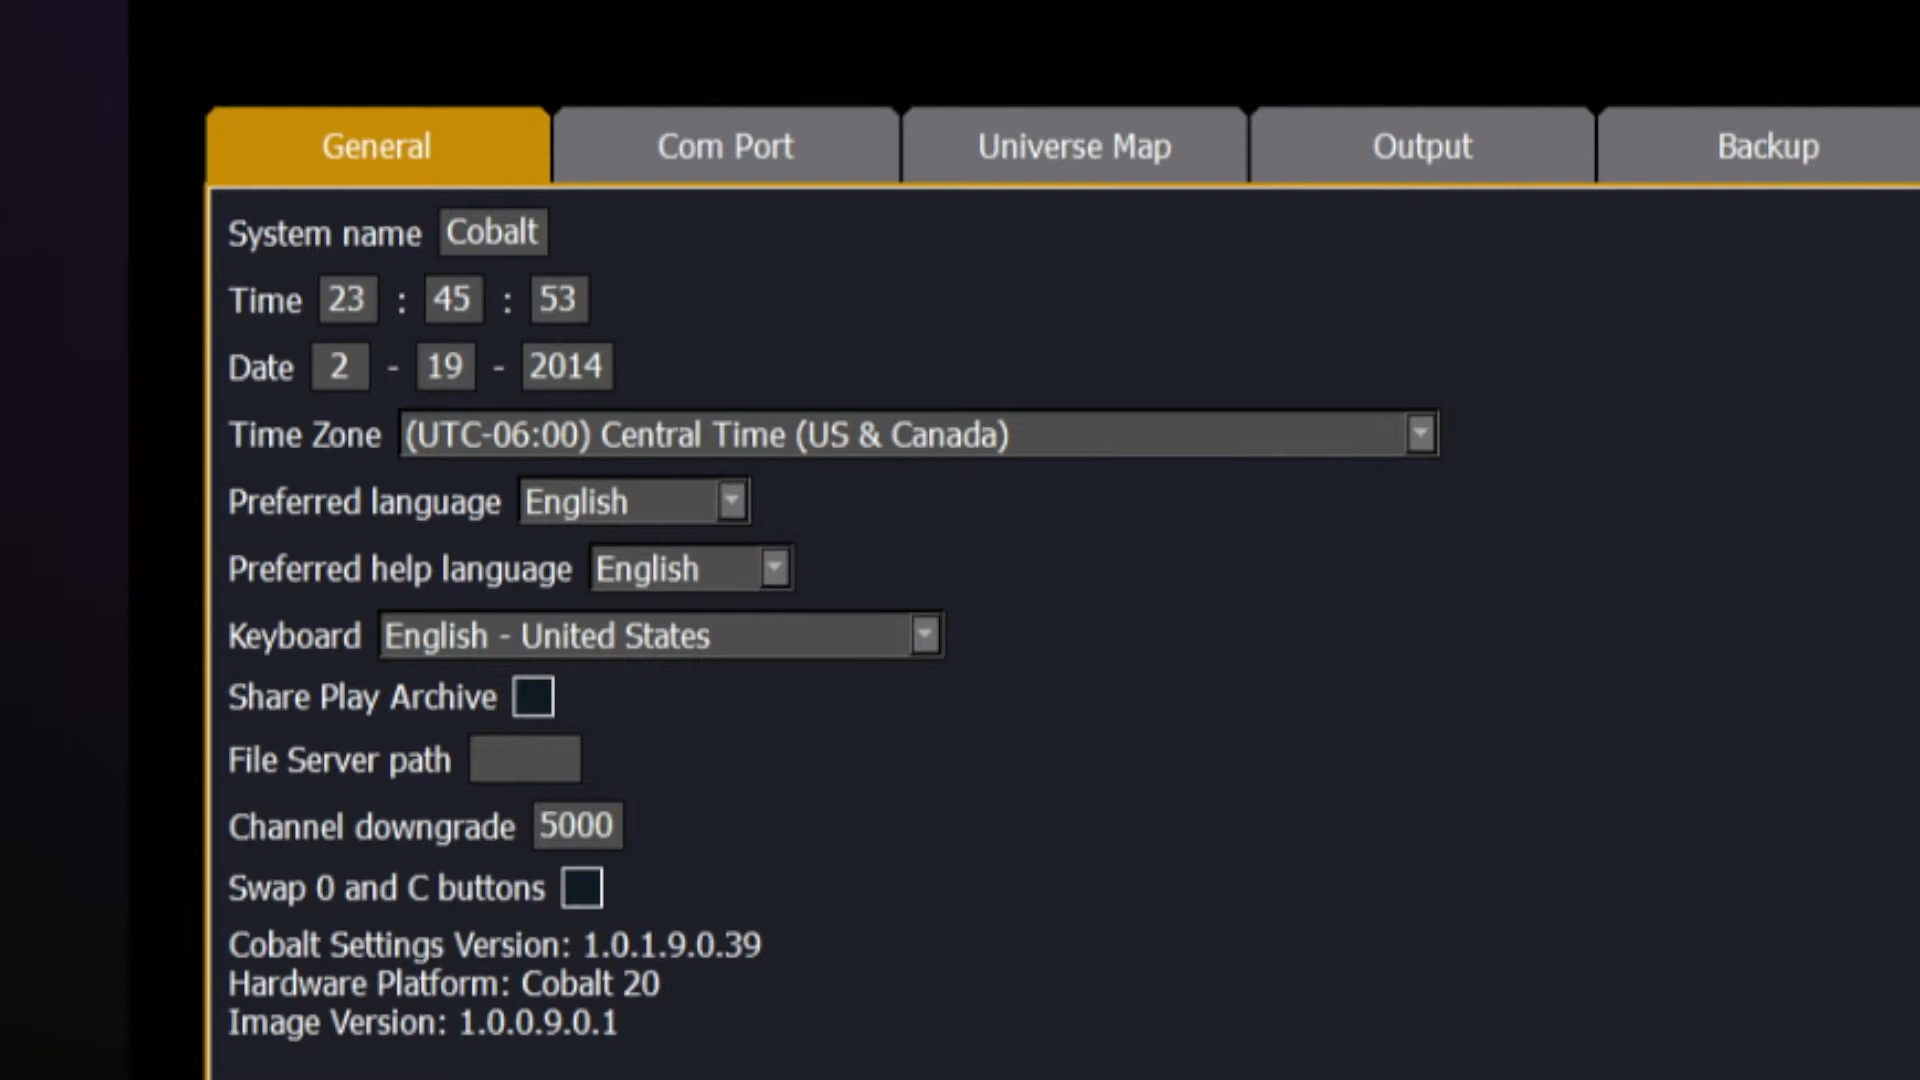 General Com Port Universe Map Output Backup
System name Cobalt
Time 23 : 45 : 53
Date 2 - 19 - 2014
Time Zone (UTC-06:00) Central Time (US & Canada)
Preferred language English
Preferred help language English
Keyboard English - United States
Share Play Archive
File Server path
Channel downgrade 5000
Swap 0 and C buttons
Cobalt Settings Version: 1.0.1.9.0.39
Hardware Platform: Cobalt 20
Image Version: 1.0.0.9.0.1